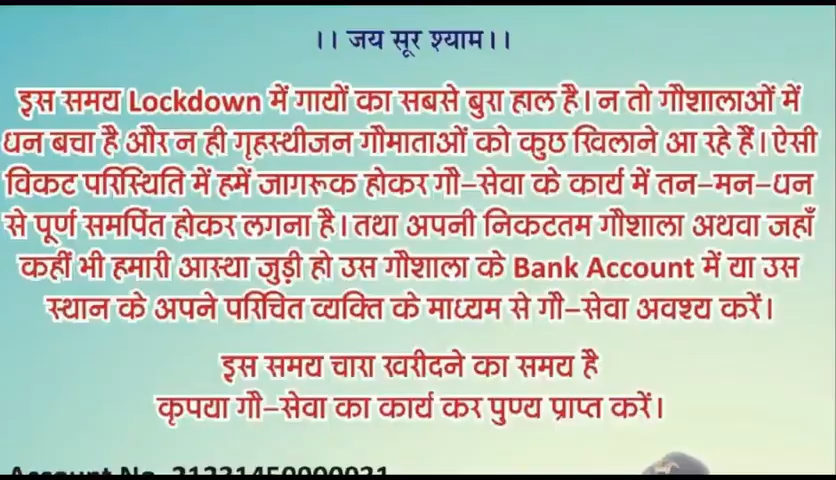 ।। जय सूर श्याम।।
इस समय Lockdown में गायों का सबसे बुरा हाल है। न तो गौशालाओं में
धन बचा है और न ही गृहस्थीजन गौमाताओं को कुछ खिलाने आ रहे हैं। ऐसी
विकट परिस्थिति में हमें जागरूक होकर गौ-सेवा के कार्य में तन-मन-धन
से पूर्ण समर्पित होकर लगना है। तथा अपनी निकटतम गौशाला अथवा जहाँ
कहीं भी हमारी आस्था जुड़ी हो उस गौशाला के Bank Account में या उस
स्थान के अपने परिचित व्यक्ति के माध्यम से गौ-सेवा अवश्य करें।
इस समय चारा खरीदने का समय है
कृपया गौ-सेवा का कार्य कर पुण्य प्राप्त करें।
Account No.